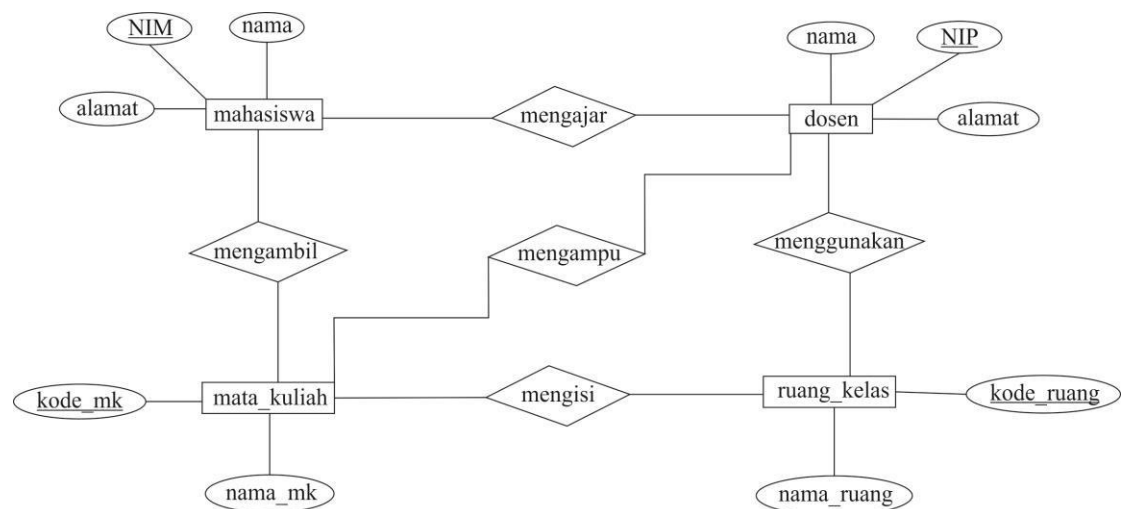 NIM
nama
nama
NIP
alamat
mahasiswa
mengajar
dosen
alamat
mengambil
mengampu
menggunakan
kode_mk
mata_kuliah
mengisi
ruang_kelas
kode_ruang
nama_mk
nama_ruang